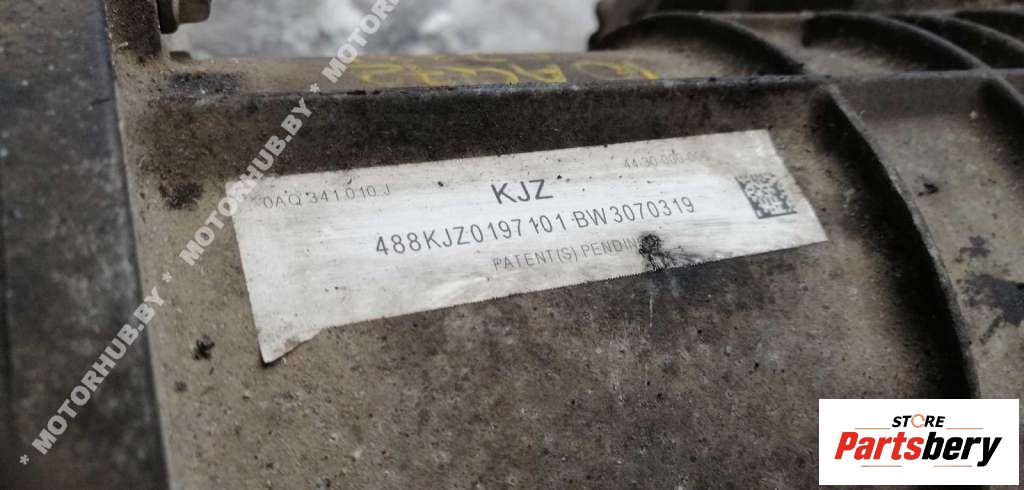 0AQ 341 010 J
KJZ
44-30-000-00
488KJZ0197101 BW3070319
PATENT(S) PENDING
* MOTORHUB.BY * MOTORHUB.BY * MOTORHUB.BY
STORE
Partsbery